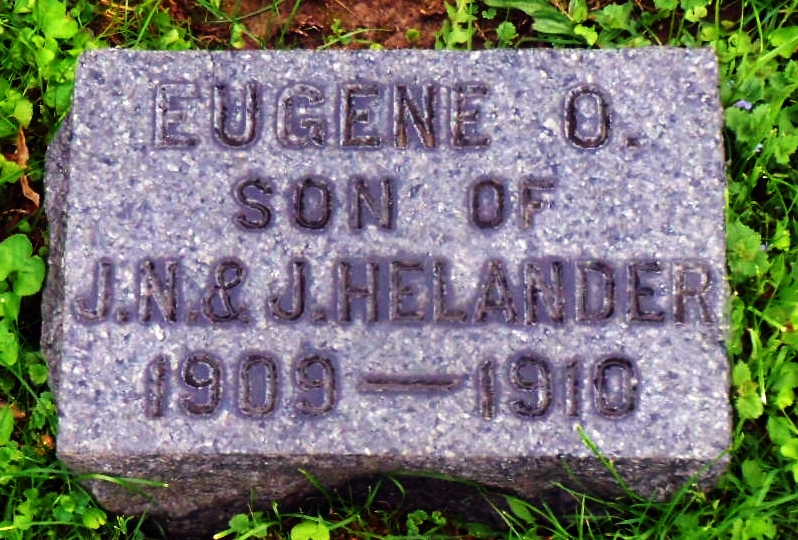 EUGENE O.
SON OF
J.N. & J. HELANDER
1909 — 1910